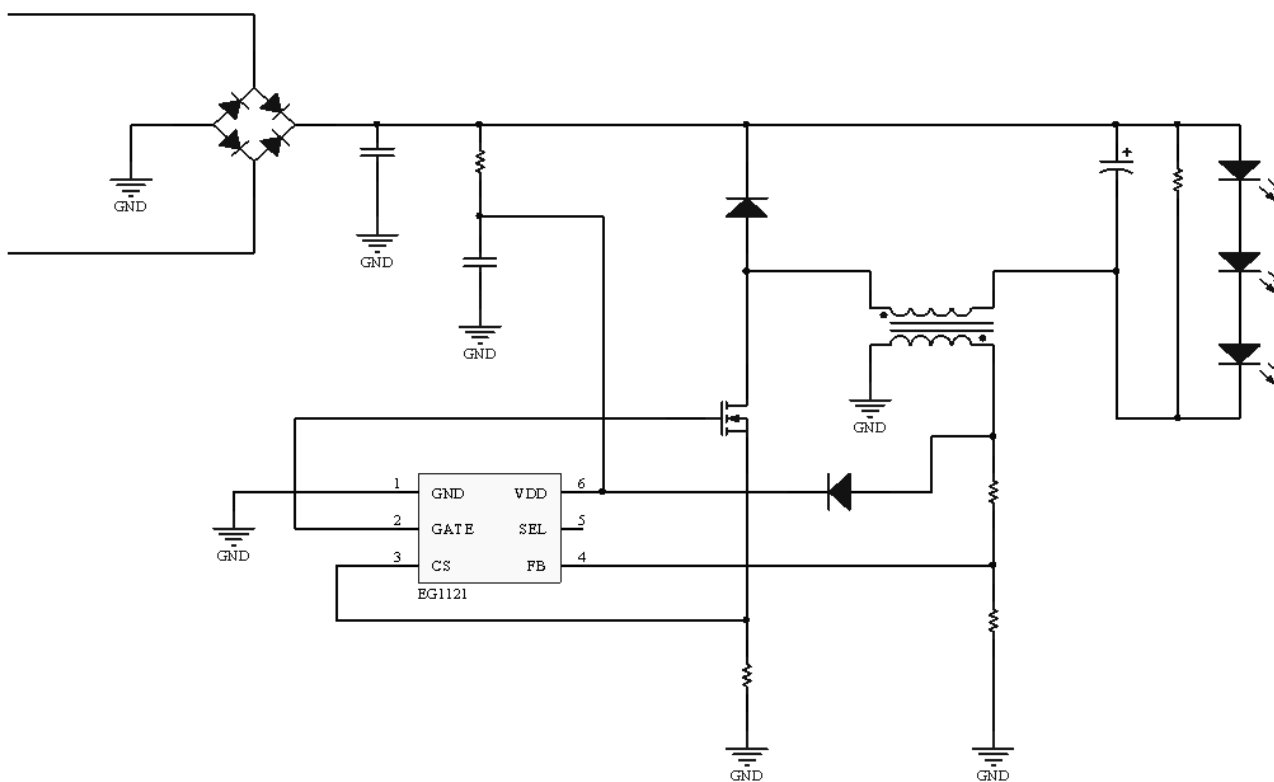 GND
GND
GND
GND
1 GND VDD 6
2 GATE SEL 5
3 CS FB 4
GND
EG1121
GND
GND
+